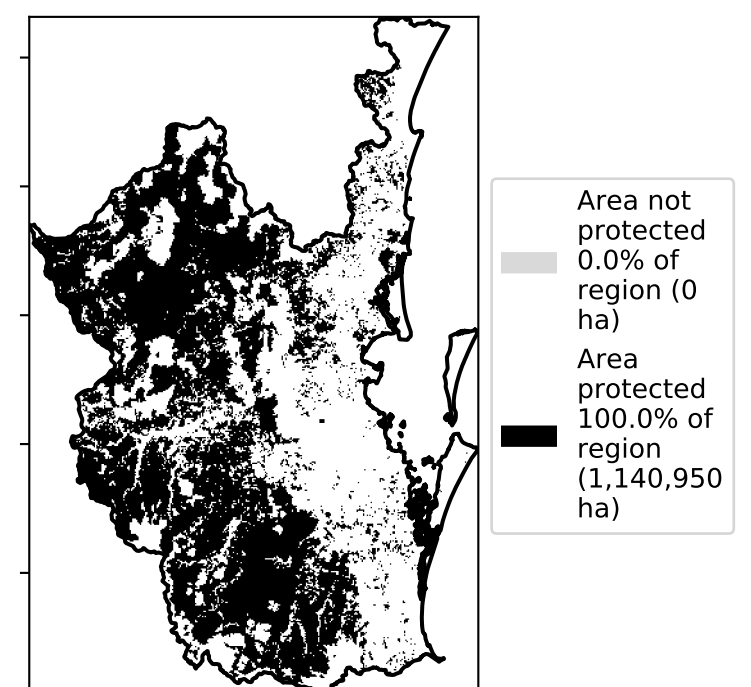 Area not
protected
0.0% of
region (0
ha)
Area
protected
100.0% of
region
(1,140,950
ha)